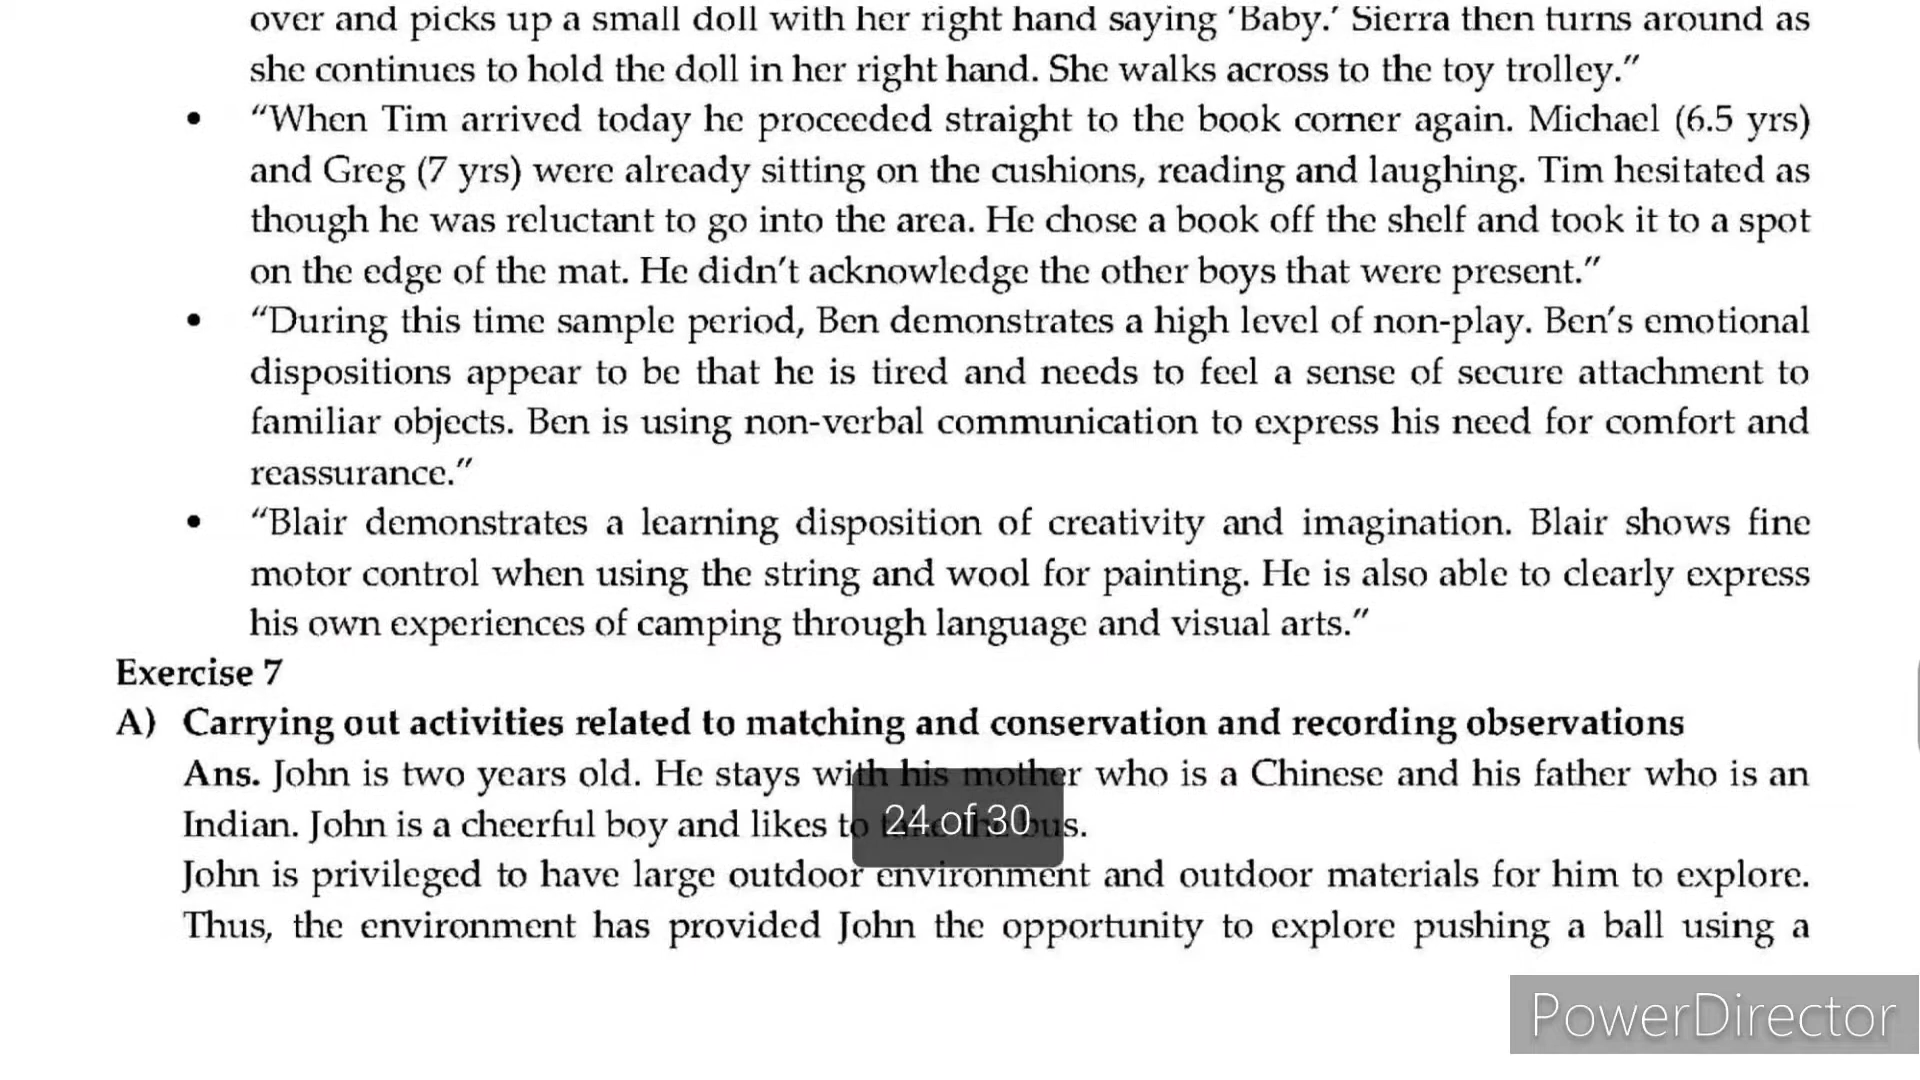 over and picks up a small doll with her right hand saying ‘Baby.’ Sierra then turns around as
she continues to hold the doll in her right hand. She walks across to the toy trolley.”
• “When Tim arrived today he proceeded straight to the book corner again. Michael (6.5 yrs)
and Greg (7 yrs) were already sitting on the cushions, reading and laughing. Tim hesitated as
though he was reluctant to go into the area. He chose a book off the shelf and took it to a spot
on the edge of the mat. He didn’t acknowledge the other boys that were present.”
• “During this time sample period, Ben demonstrates a high level of non-play. Ben’s emotional
dispositions appear to be that he is tired and needs to feel a sense of secure attachment to
familiar objects. Ben is using non-verbal communication to express his need for comfort and
reassurance.”
• “Blair demonstrates a learning disposition of creativity and imagination. Blair shows fine
motor control when using the string and wool for painting. He is also able to clearly express
his own experiences of camping through language and visual arts.”
Exercise 7
A) Carrying out activities related to matching and conservation and recording observations
Ans. John is two years old. He stays with his mother who is a Chinese and his father who is an
Indian. John is a cheerful boy and likes to take the bus.
24 of 30
John is privileged to have large outdoor environment and outdoor materials for him to explore.
Thus, the environment has provided John the opportunity to explore pushing a ball using a
PowerDirector